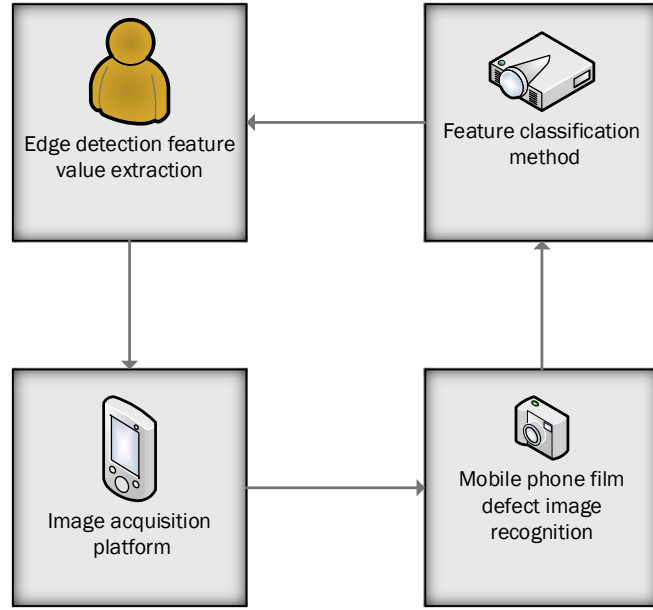 Edge detection feature
value extraction
Feature classification
method
Image acquisition
platform
Mobile phone film
defect image
recognition